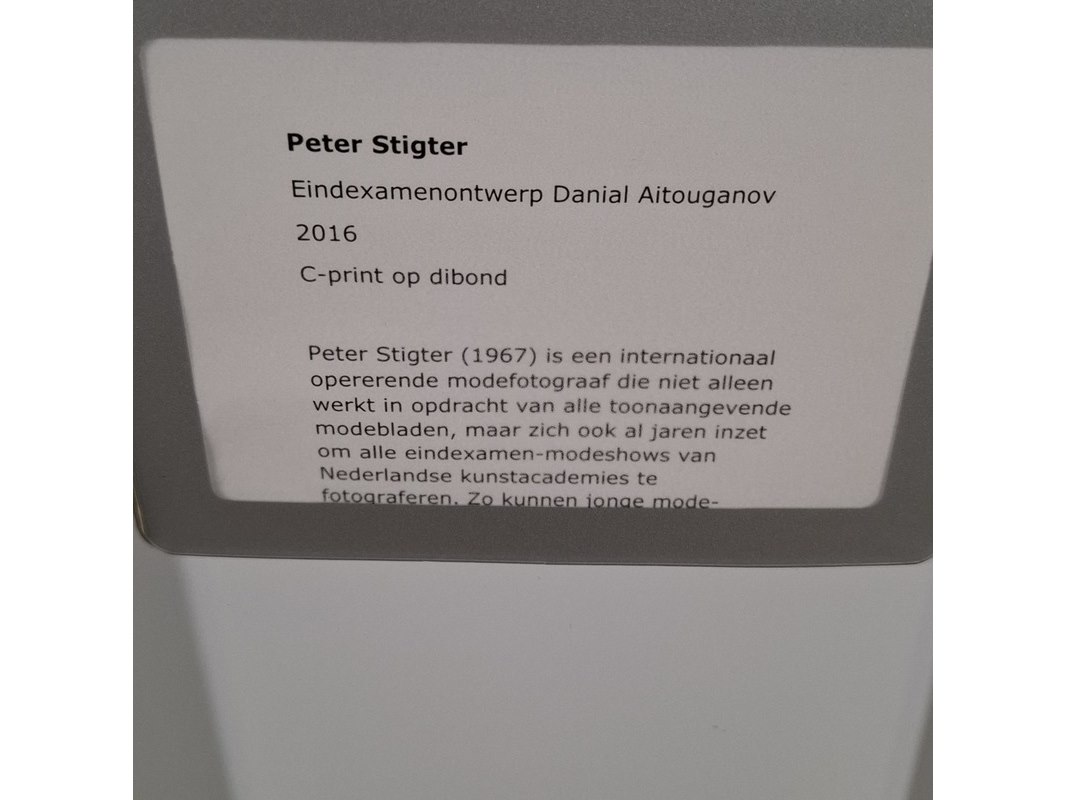 Peter Stigter
Eindexamenontwerp Danial Aitouganov
2016
C-print op dibond
Peter Stigter (1967) is een internationaal
opererende modefotograaf die niet alleen
werkt in opdracht van alle toonaangevende
modebladen, maar zich ook al jaren inzet
om alle eindexamen-modeshows van
Nederlandse kunstacademies te
fotograferen. Zo kunnen jonge mode-